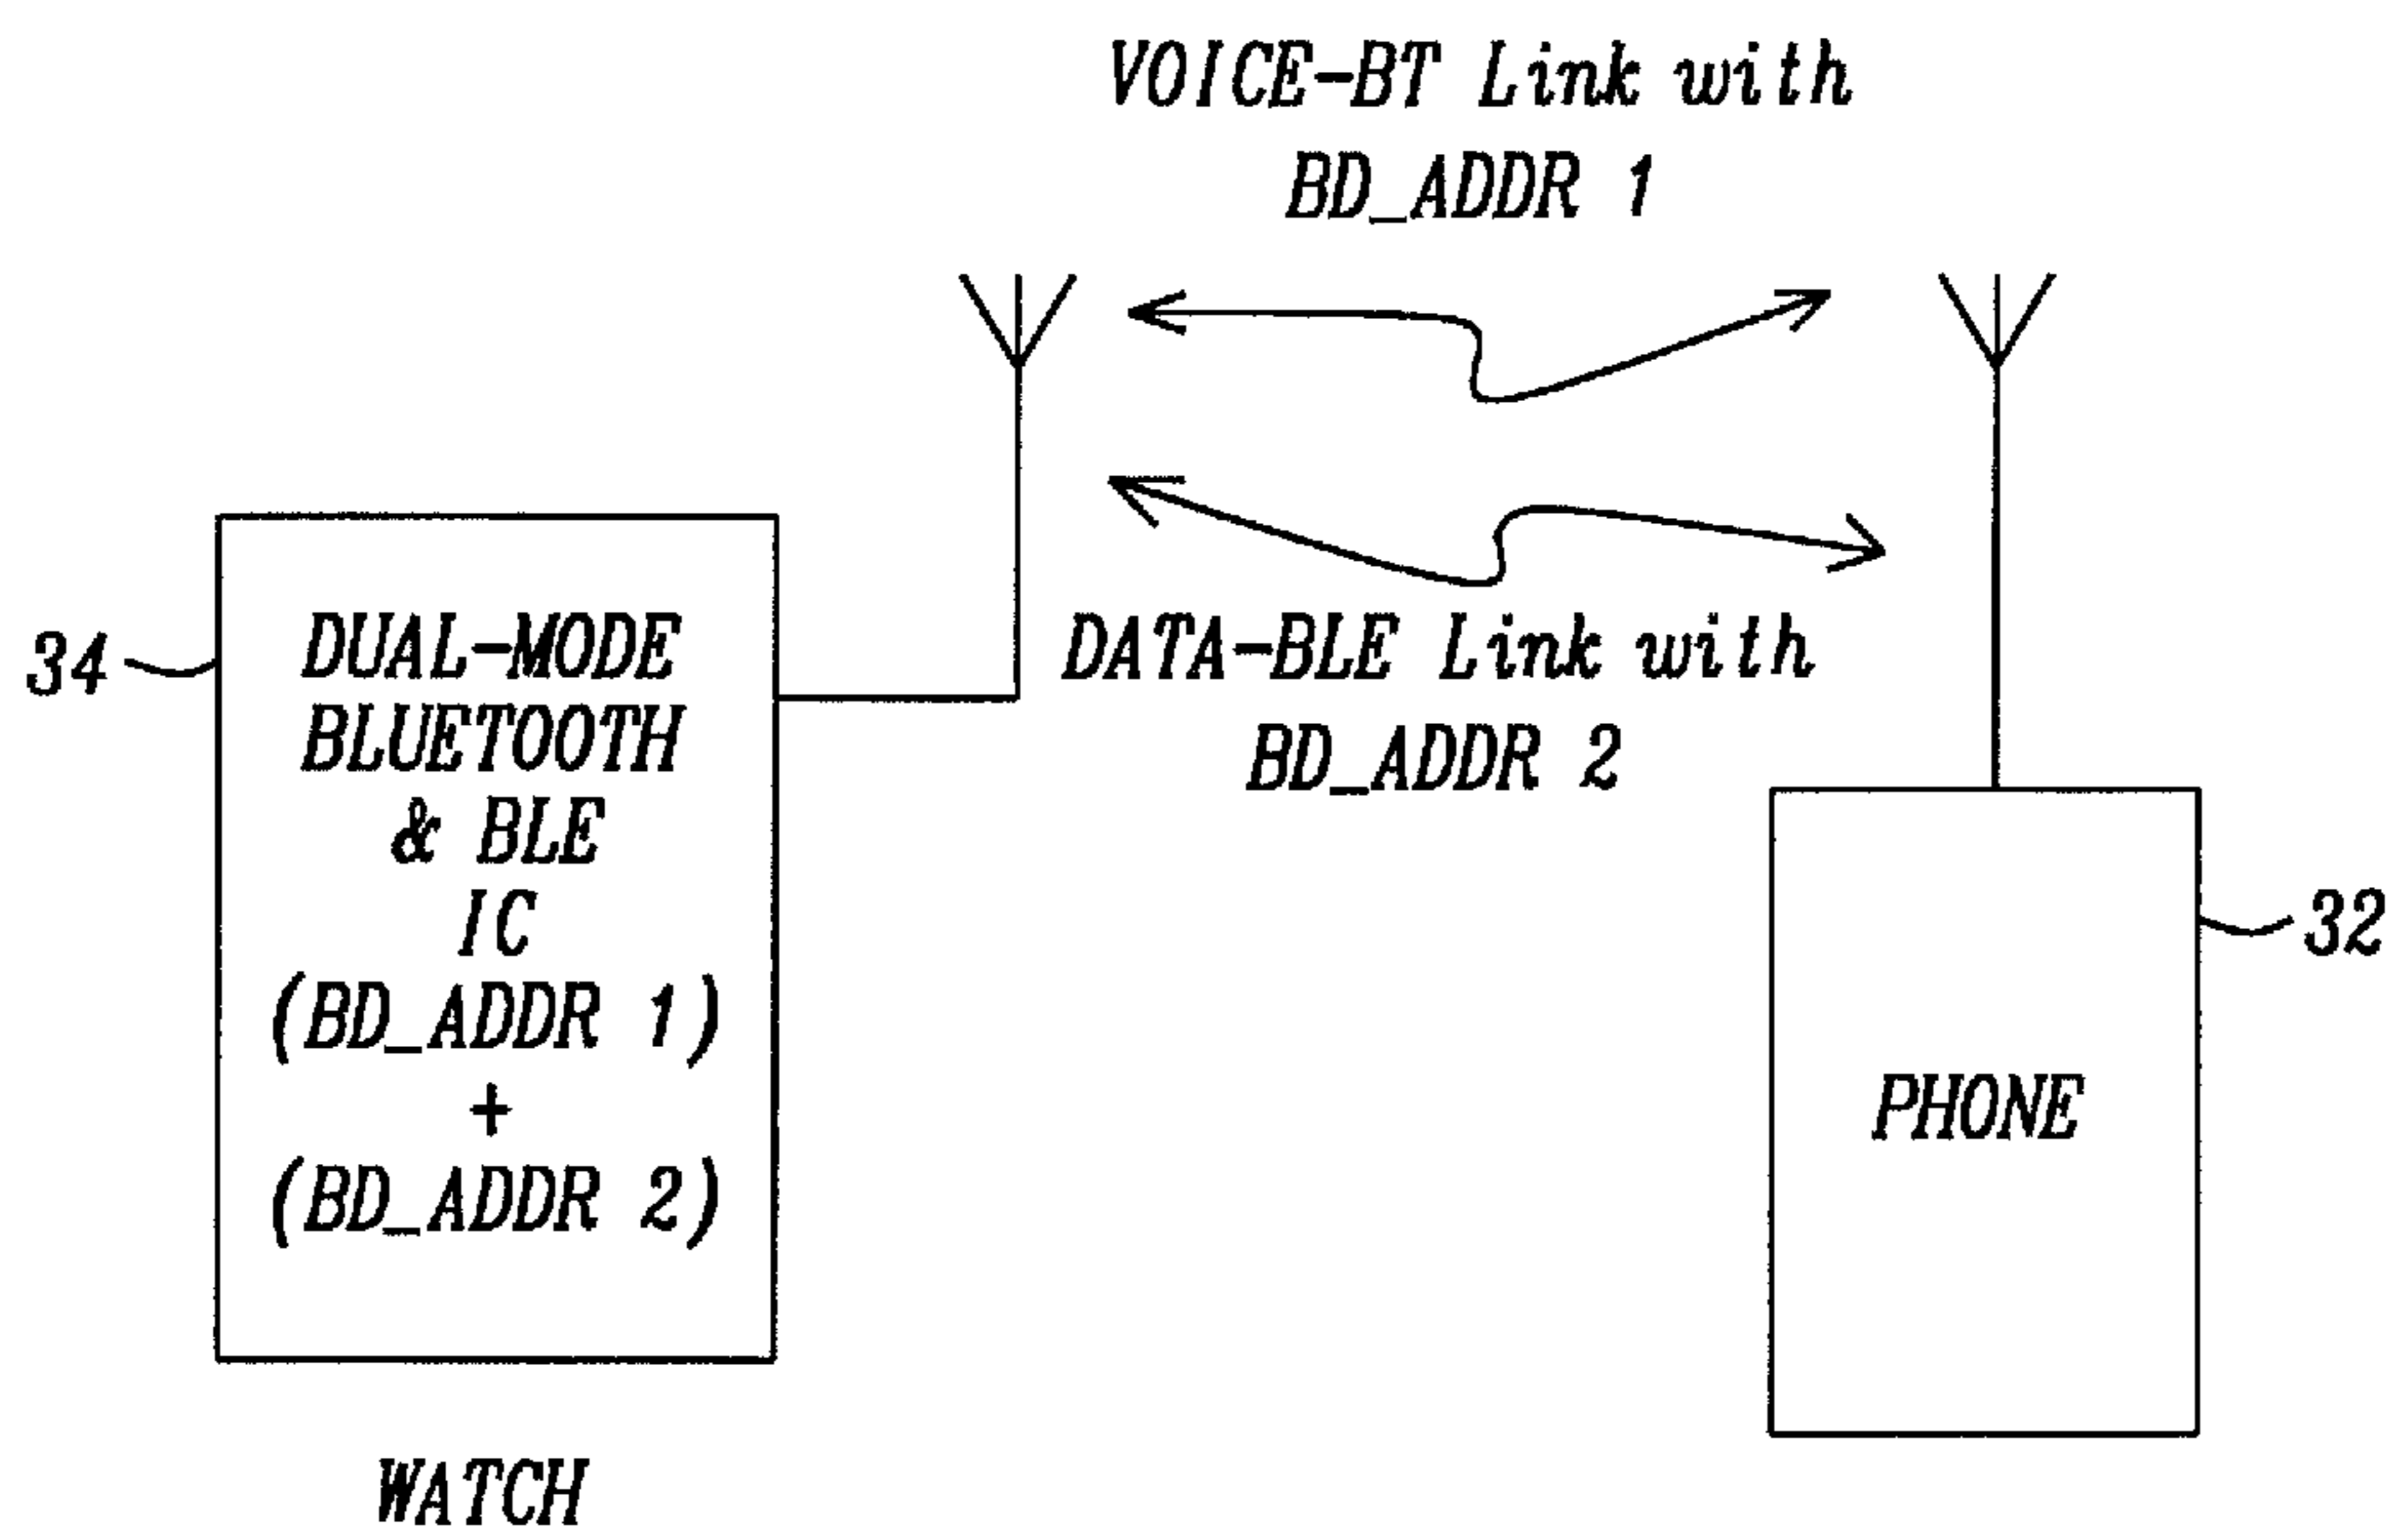 VOICE-BT Link with
BD_ADDR 1
34
DUAL-MODE
BLUETOOTH
& BLE
IC
(BD_ADDR 1)
+
(BD_ADDR 2)
WATCH
DATA-BLE Link with
BD_ADDR 2
32
PHONE